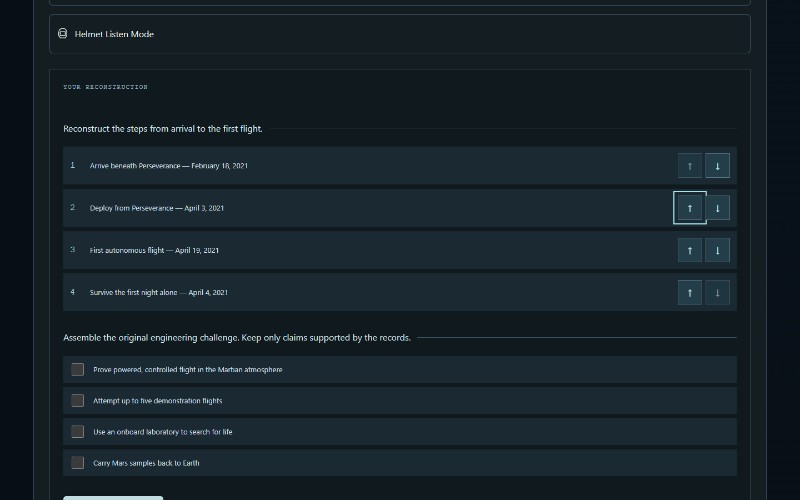 Helmet Listen Mode
YOUR RECONSTRUCTION
Reconstruct the steps from arrival to the first flight.
1 Arrive beneath Perseverance — February 18, 2021 ↑ ↓
2 Deploy from Perseverance — April 3, 2021 ↑ ↓
3 First autonomous flight — April 19, 2021 ↑ ↓
4 Survive the first night alone — April 4, 2021 ↑ ↓
Assemble the original engineering challenge. Keep only claims supported by the records.
Prove powered, controlled flight in the Martian atmosphere
Attempt up to five demonstration flights
Use an onboard laboratory to search for life
Carry Mars samples back to Earth